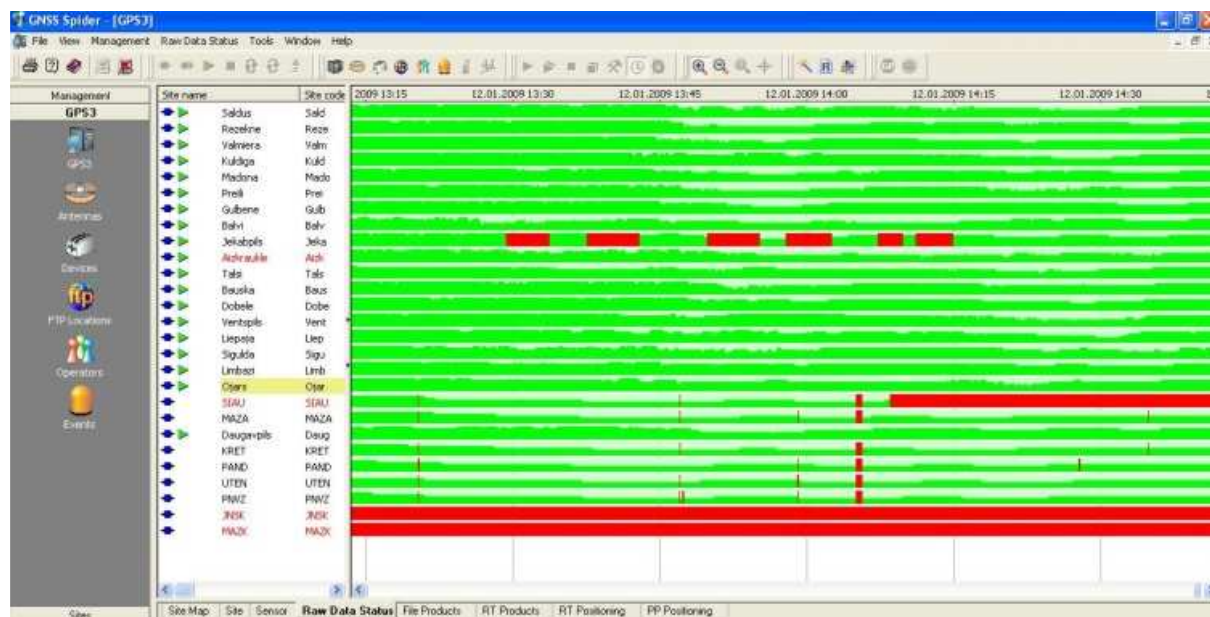 GNSS Spider - [GPS3]
File View Management Raw Data Status Tools Window Help
Management
GPS3
GPS3
Antennas
Devices
ftp
FTP Locations
Operators
Events
Sites
Site name Site code 2009 13:15 12.01.2009 13:30 12.01.2009 13:45 12.01.2009 14:00 12.01.2009 14:15 12.01.2009 14:30
Saldus Sald
Rezekne Reze
Valmiera Valm
Kuldiga Kuld
Madona Mado
Preili Prei
Gulbene Gulb
Balvi Balv
Jekabpils Jeka
Aizkraukle Aizk
Talsi Tals
Bauska Baus
Dobele Dobe
Ventspils Vent
Liepaja Liep
Sigulda Sigu
Limbazi Limb
Ojars Ojar
SIAU SIAU
MAZA MAZA
Daugavpils Daug
KRET KRET
PAND PAND
UTEN UTEN
PNVZ PNVZ
JNSK JNSK
MAZK MAZK
Site Map Site Sensor Raw Data Status File Products RT Products RT Positioning PP Positioning